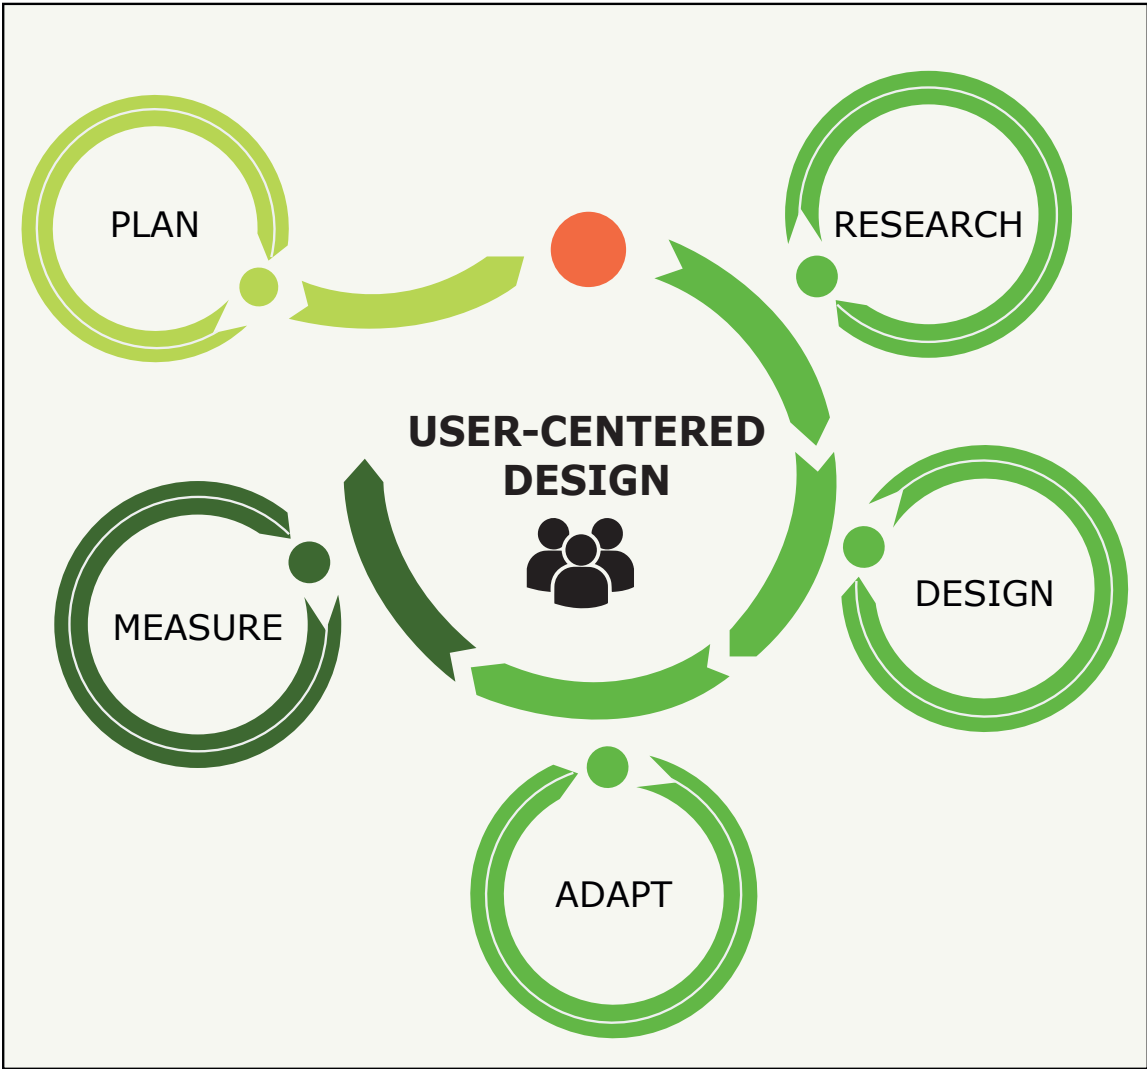 PLAN
RESEARCH
USER-CENTERED
DESIGN
DESIGN
MEASURE
ADAPT